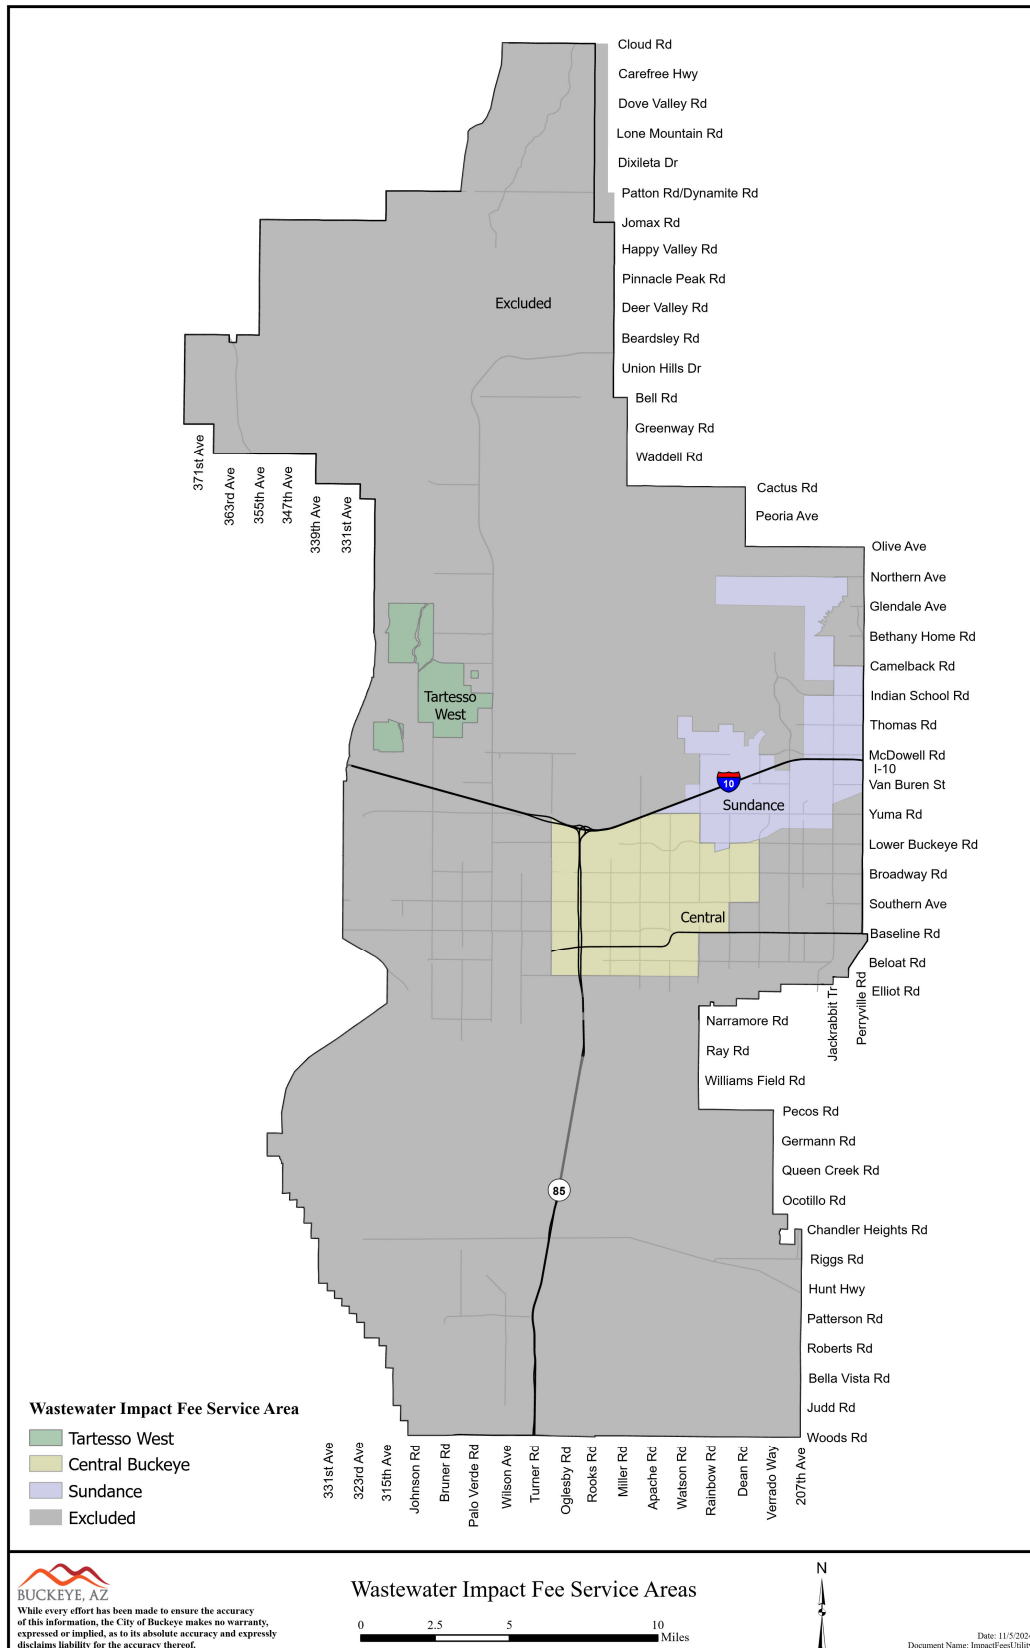 Cloud Rd
Carefree Hwy
Dove Valley Rd
Lone Mountain Rd
Dixileta Dr
Patton Rd/Dynamite Rd
Jomax Rd
Happy Valley Rd
Pinnacle Peak Rd
Excluded
Deer Valley Rd
Beardsley Rd
Union Hills Dr
Bell Rd
Greenway Rd
Waddell Rd
371st Ave
363rd Ave
355th Ave
347th Ave
339th Ave
331st Ave
Cactus Rd
Peoria Ave
Olive Ave
Northern Ave
Glendale Ave
Bethany Home Rd
Camelback Rd
Indian School Rd
Tartesso
West
Thomas Rd
McDowell Rd
I-10
10
Van Buren St
Sundance
Yuma Rd
Lower Buckeye Rd
Broadway Rd
Southern Ave
Central
Baseline Rd
Beloat Rd
Elliot Rd
Jackrabbit Tr
Perryville Rd
Narramore Rd
Ray Rd
Williams Field Rd
Pecos Rd
Germann Rd
Queen Creek Rd
85
Ocotillo Rd
Chandler Heights Rd
Riggs Rd
Hunt Hwy
Patterson Rd
Roberts Rd
Bella Vista Rd
Judd Rd
Woods Rd
Wastewater Impact Fee Service Area
Tartesso West
Central Buckeye
Sundance
Excluded
331st Ave
323rd Ave
315th Ave
Johnson Rd
Bruner Rd
Palo Verde Rd
Wilson Ave
Turner Rd
Oglesby Rd
Rooks Rd
Miller Rd
Apache Rd
Watson Rd
Rainbow Rd
Dean Rd
Verrado Way
207th Ave
BUCKEYE, AZ
While every effort has been made to ensure the accuracy
of this information, the City of Buckeye makes no warranty,
expressed or implied, as to its absolute accuracy and expressly
disclaims liability for the accuracy thereof.
Wastewater Impact Fee Service Areas
0 2.5 5 10
Miles
N
Date: 11/5/2024
Document Name: ImpactFeesUtility